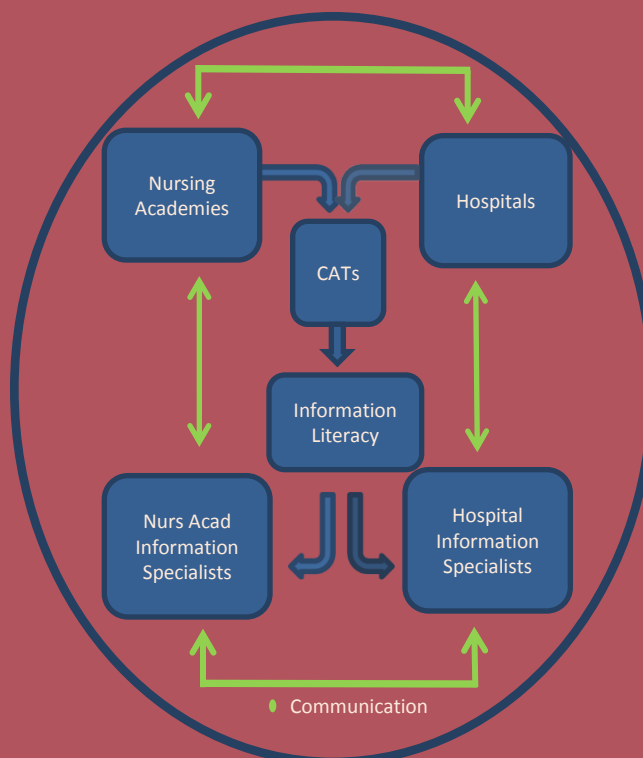 Nursing
Academies
Hospitals
CATs
Information
Literacy
Nurs Acad
Information
Specialists
Hospital
Information
Specialists
Communication